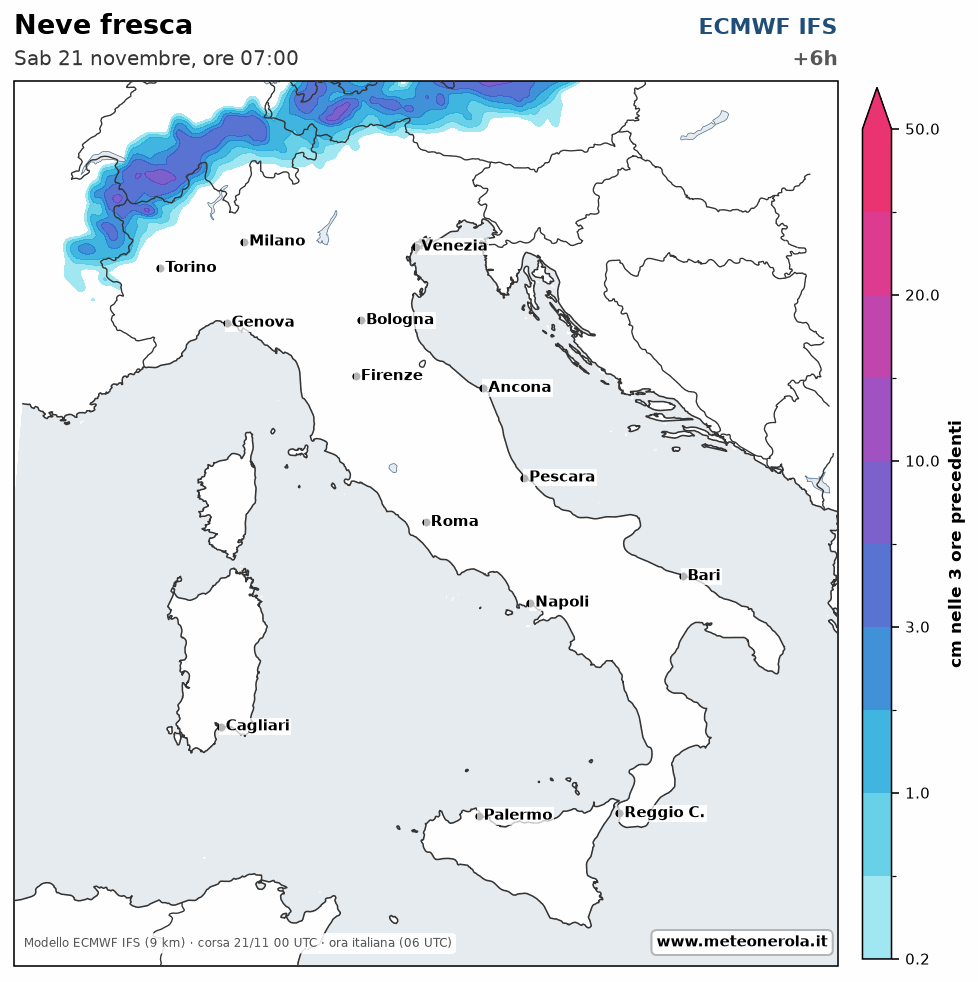 Neve fresca
ECMWF IFS
Sab 21 novembre, ore 07:00
+6h
50.0
20.0
10.0
3.0
1.0
0.2
cm nelle 3 ore precedenti
Milano
Venezia
Torino
Genova
Bologna
Firenze
Ancona
Pescara
Roma
Bari
Napoli
Cagliari
Palermo
Reggio C.
Modello ECMWF IFS (9 km) · corsa 21/11 00 UTC · ora italiana (06 UTC)
www.meteonerola.it